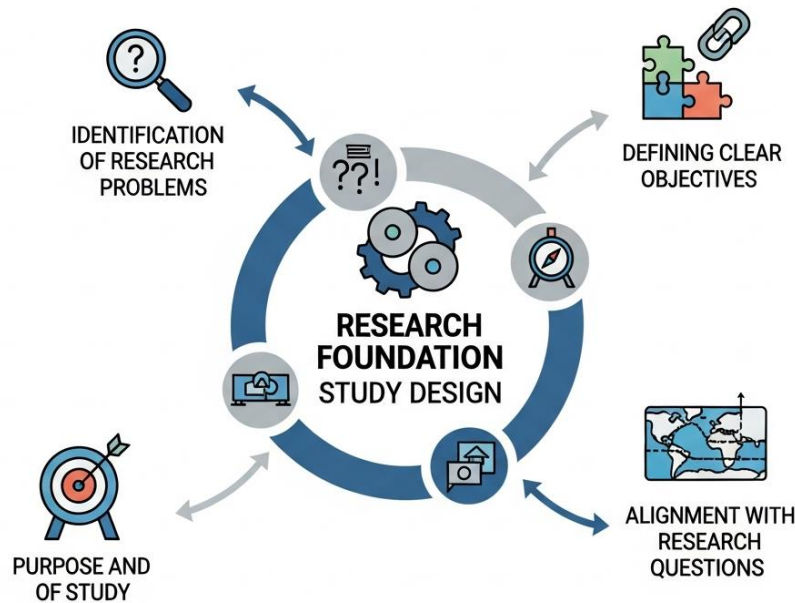 ?
IDENTIFICATION
OF RESEARCH
PROBLEMS
DEFINING CLEAR
OBJECTIVES
??!
RESEARCH
FOUNDATION
STUDY DESIGN
PURPOSE AND
OF STUDY
ALIGNMENT WITH
RESEARCH
QUESTIONS